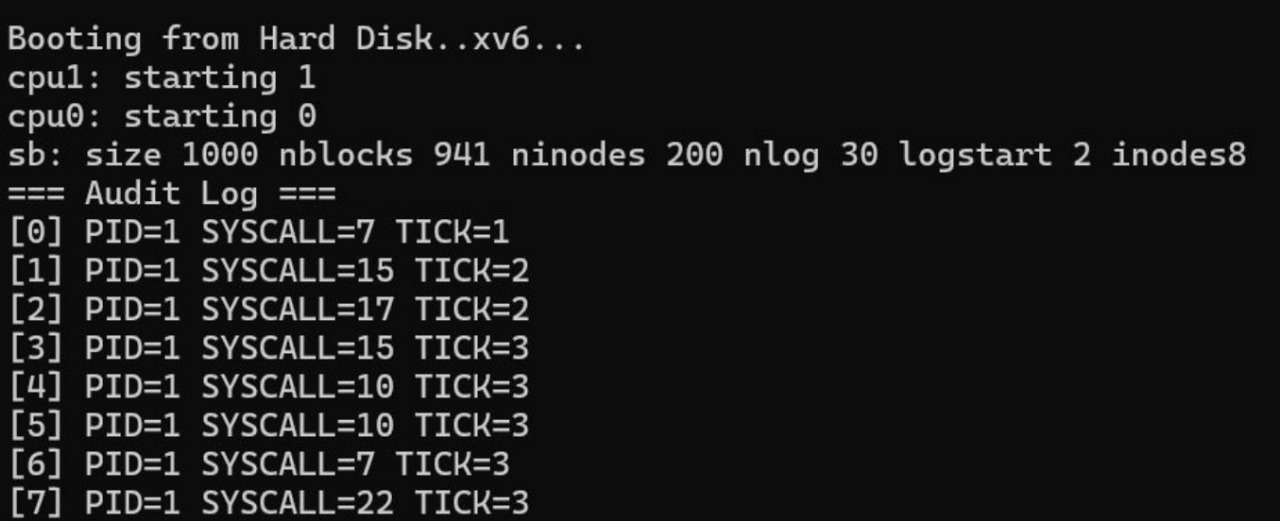 Booting from Hard Disk..xv6...
cpu1: starting 1
cpu0: starting 0
sb: size 1000 nblocks 941 ninodes 200 nlog 30 logstart 2 inodes8
=== Audit Log ===
[0] PID=1 SYSCALL=7 TICK=1
[1] PID=1 SYSCALL=15 TICK=2
[2] PID=1 SYSCALL=17 TICK=2
[3] PID=1 SYSCALL=15 TICK=3
[4] PID=1 SYSCALL=10 TICK=3
[5] PID=1 SYSCALL=10 TICK=3
[6] PID=1 SYSCALL=7 TICK=3
[7] PID=1 SYSCALL=22 TICK=3